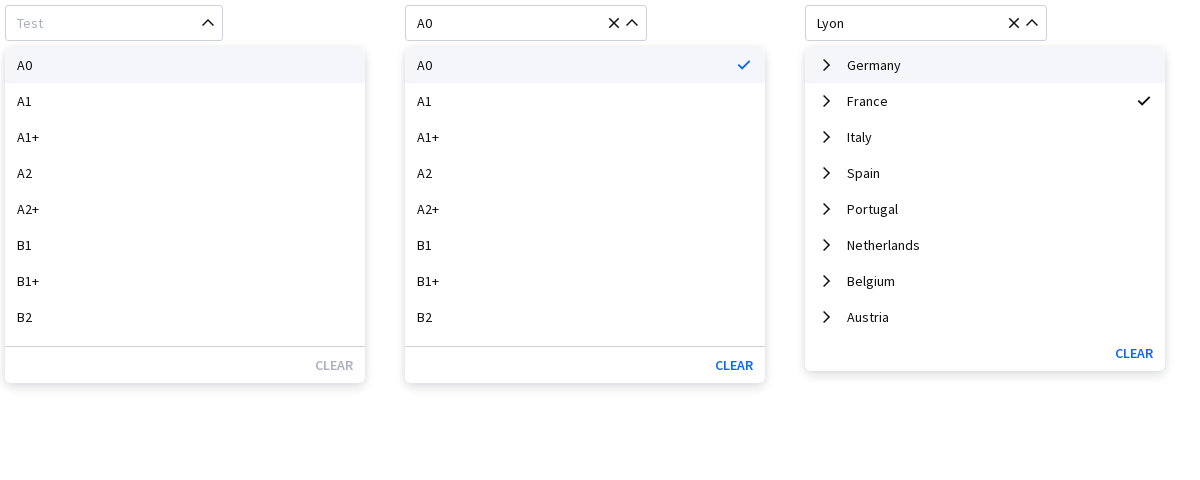 Test
A0
A1
A1+
A2
A2+
B1
B1+
B2
CLEAR
A0
A0
A1
A1+
A2
A2+
B1
B1+
B2
CLEAR
Lyon
Germany
France
Italy
Spain
Portugal
Netherlands
Belgium
Austria
CLEAR